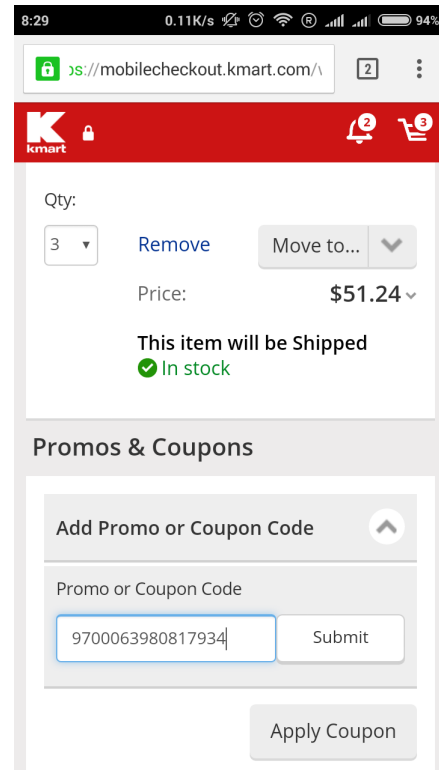 8:29 0.11K/s R 94%
ps://mobilecheckout.kmart.com/ 2
K 2 3
kmart
Qty:
3 Remove Move to...
Price: $51.24
This item will be Shipped
In stock
Promos & Coupons
Add Promo or Coupon Code
Promo or Coupon Code
9700063980817934 Submit
Apply Coupon